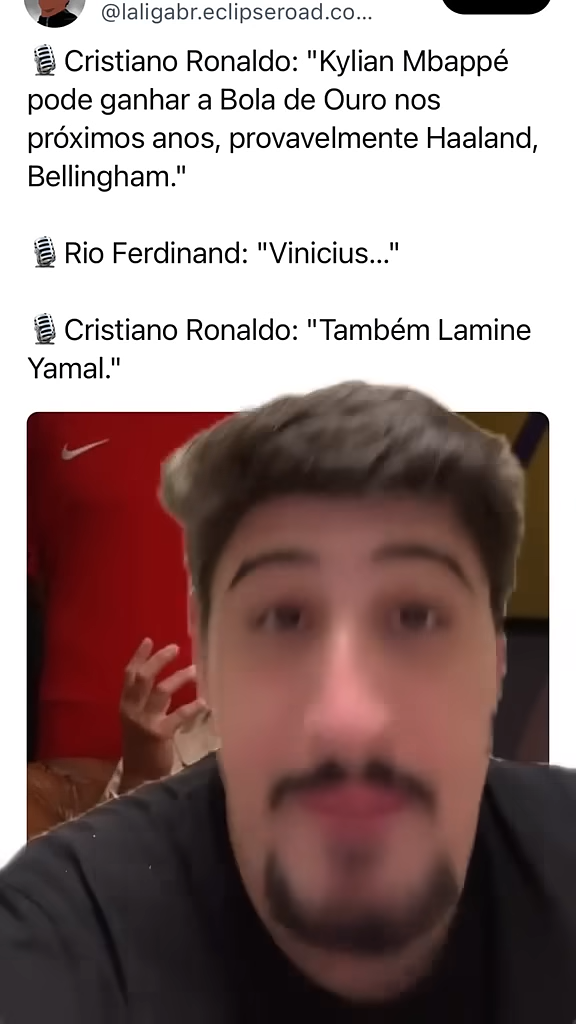 @laligabr.eclipseroad.co...
🎙️Cristiano Ronaldo: "Kylian Mbappé
pode ganhar a Bola de Ouro nos
próximos anos, provavelmente Haaland,
Bellingham."
🎙️Rio Ferdinand: "Vinicius..."
🎙️Cristiano Ronaldo: "Também Lamine
Yamal."